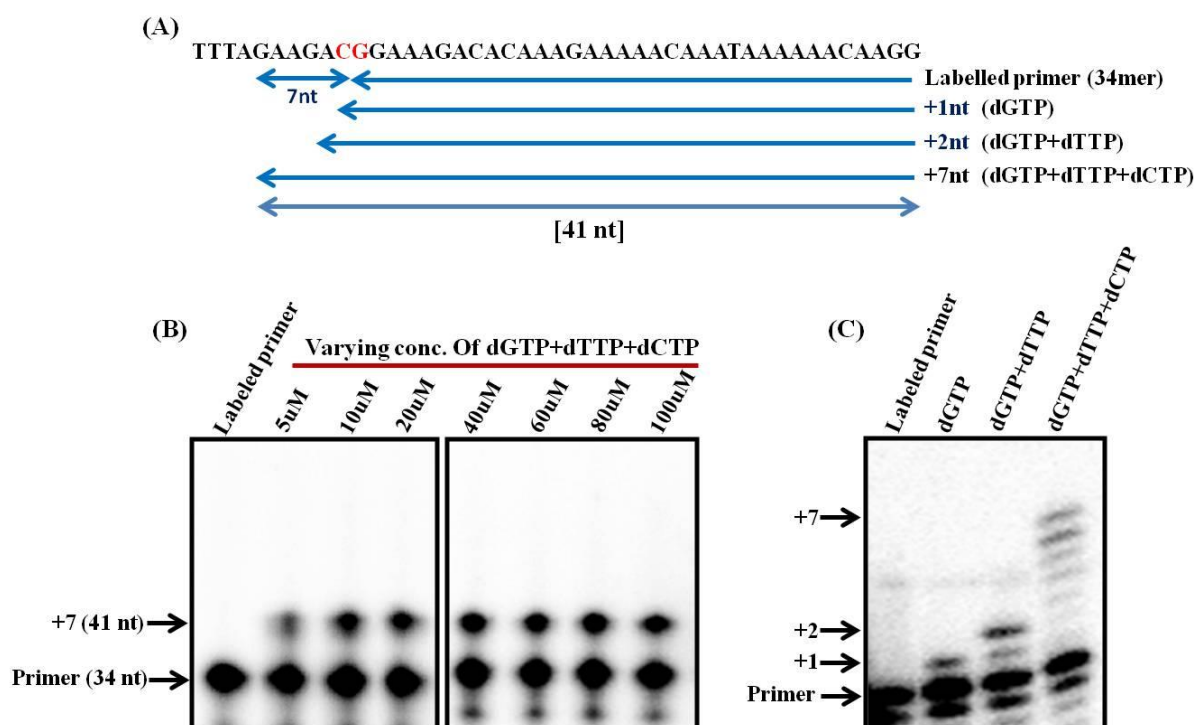 (A)
TTTAGAAGACGGAAAGACACAAAGAAAAACAAATAAAAAACAAGG
7nt
Labelled primer (34mer)
+1nt (dGTP)
+2nt (dGTP+dTTP)
+7nt (dGTP+dTTP+dCTP)
[41 nt]
(B)
Labeled primer
Varying conc. Of dGTP+dTTP+dCTP
5uM
10uM
20uM
40uM
60uM
80uM
100uM
+7 (41 nt)
Primer (34 nt)
(C)
Labeled primer
dGTP
dGTP+dTTP
dGTP+dTTP+dCTP
+7
+2
+1
Primer